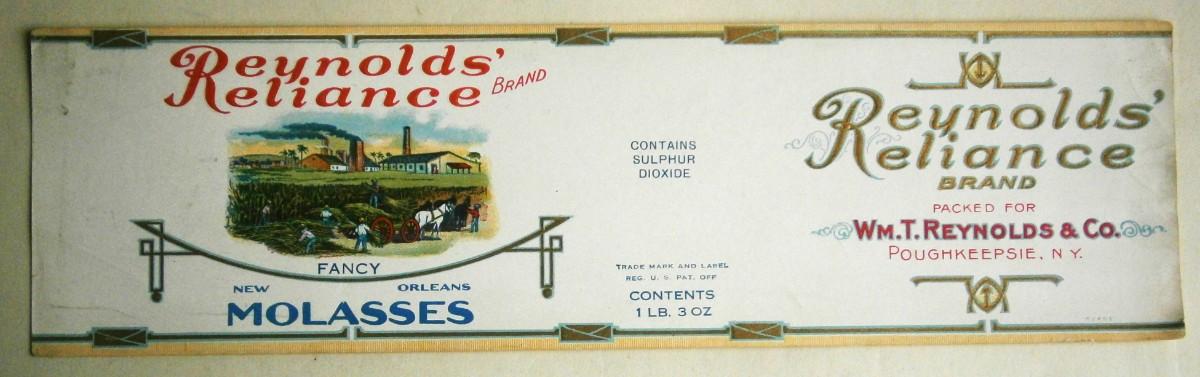 Reynolds'
Reliance BRAND
FANCY
NEW ORLEANS
MOLASSES
CONTAINS
SULPHUR
DIOXIDE
TRADE MARK AND LABEL
REG. U. S. PAT. OFF
CONTENTS
1 LB. 3 OZ
Reynolds'
Reliance
BRAND
PACKED FOR
WM. T. REYNOLDS & CO.
POUGHKEEPSIE, N Y.